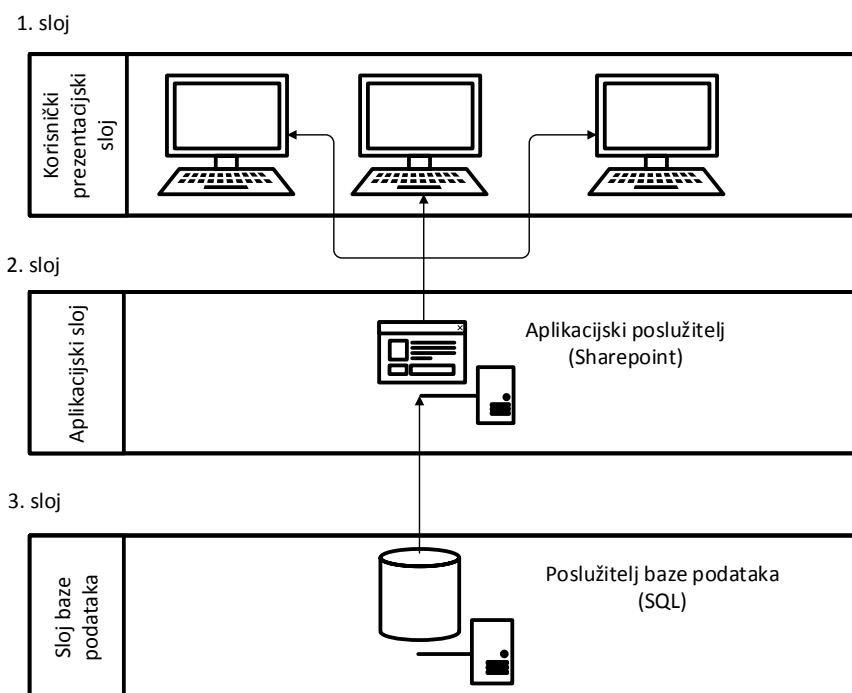 1. sloj
Korisnički
prezentacijski
sloj
2. sloj
Aplikacijski sloj
Aplikacijski poslužitelj
(Sharepoint)
3. sloj
Sloj baze
podataka
Poslužitelj baze podataka
(SQL)